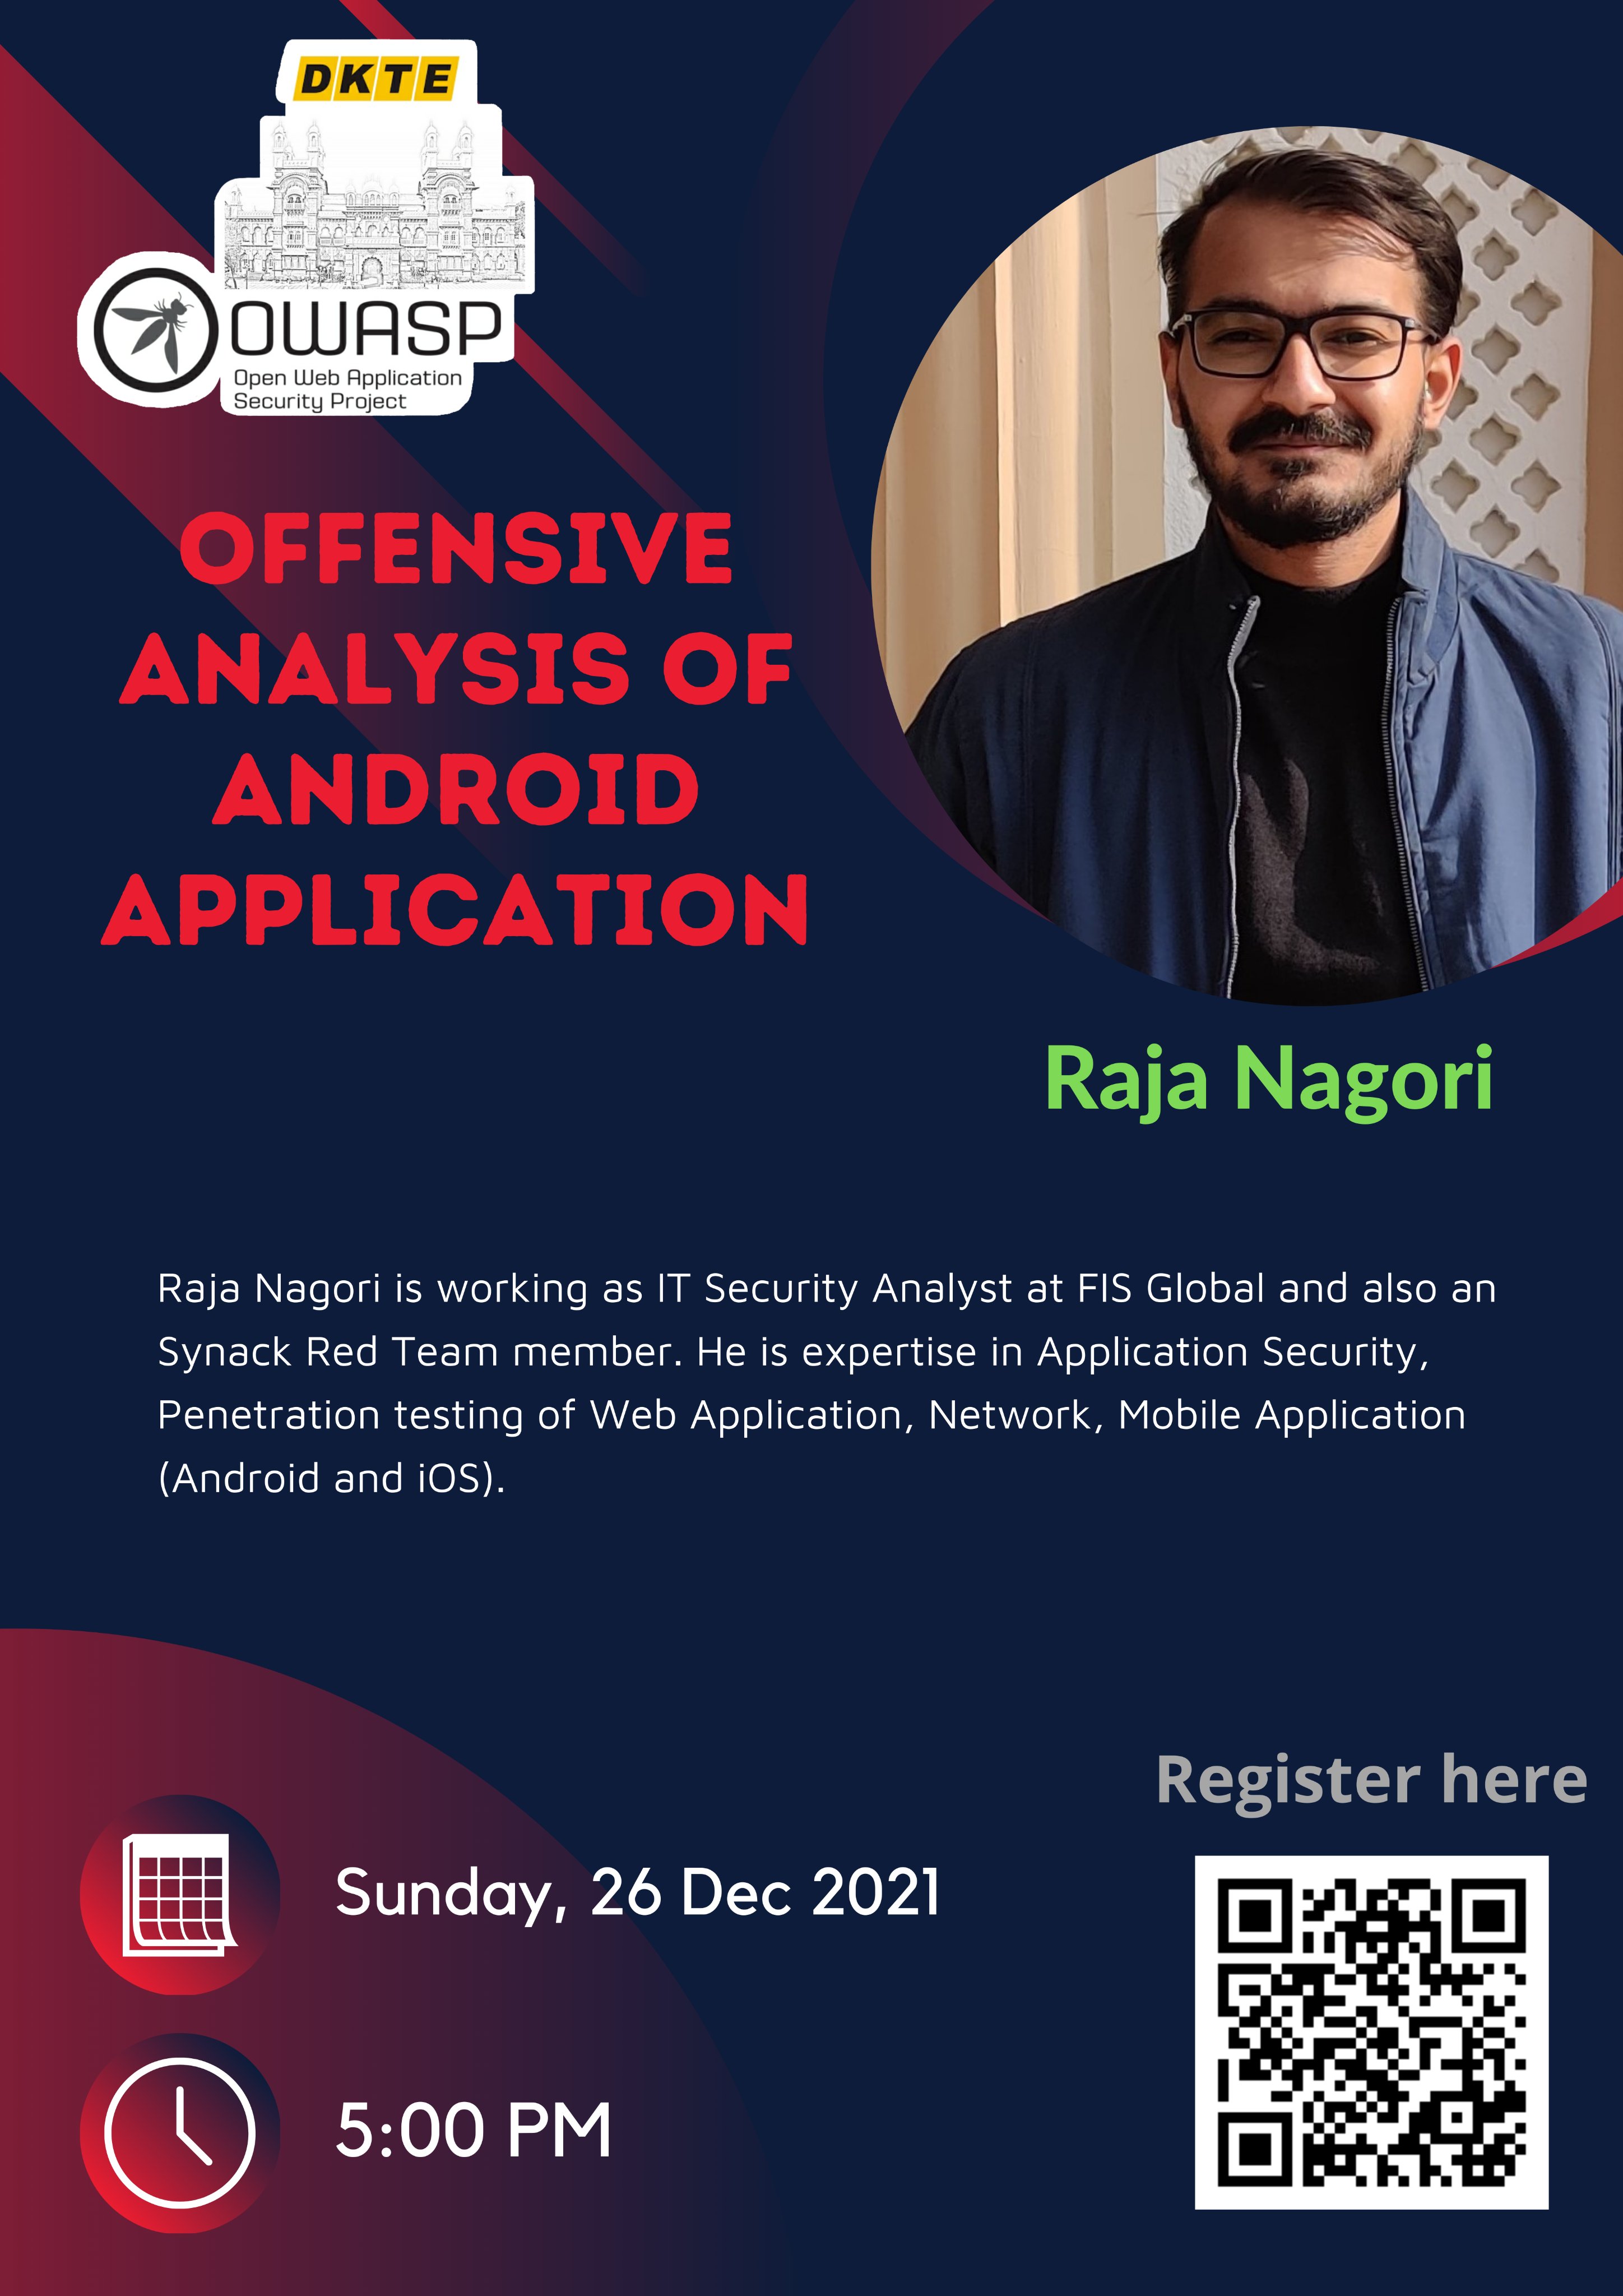 DKTE
OWASP
Open Web Application
Security Project
OFFENSIVE
ANALYSIS OF
ANDROID
APPLICATION
Raja Nagori
Raja Nagori is working as IT Security Analyst at FIS Global and also an
Synack Red Team member. He is expertise in Application Security,
Penetration testing of Web Application, Network, Mobile Application
(Android and iOS).
Register here
Sunday, 26 Dec 2021
5:00 PM